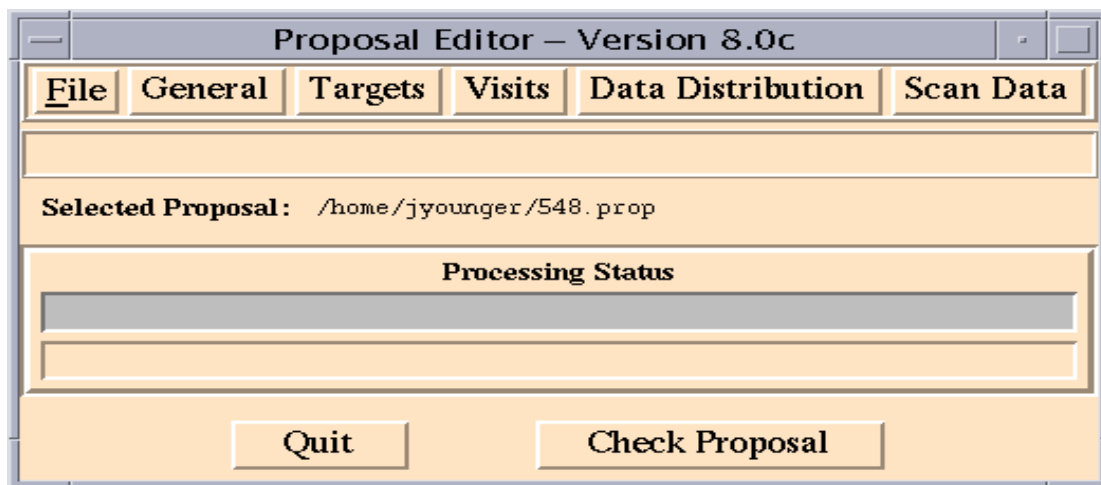 Proposal Editor – Version 8.0c
File General Targets Visits Data Distribution Scan Data
Selected Proposal: /home/jyounger/548.prop
Processing Status
Quit Check Proposal